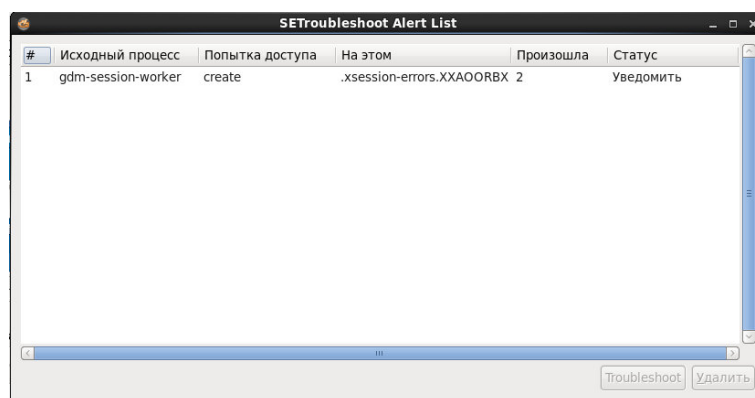 SETroubleshoot Alert List
# Исходный процесс Попытка доступа На этом Произошла Статус
1 gdm-session-worker create .xsession-errors.XXAOORBX 2 Уведомить
Troubleshoot Удалить